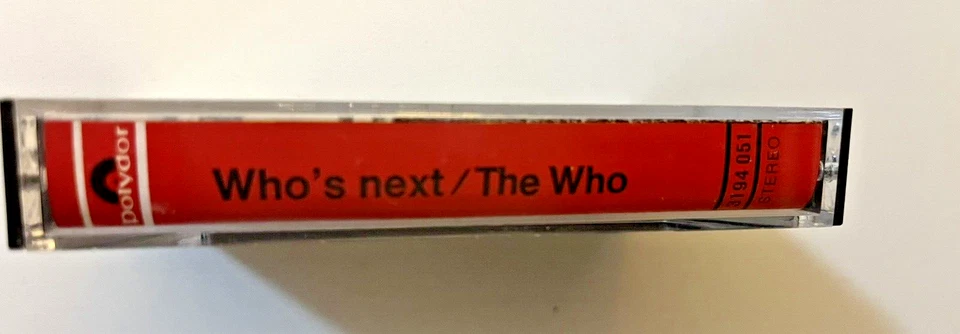 polydor
Who's next / The Who
3194 051
STEREO